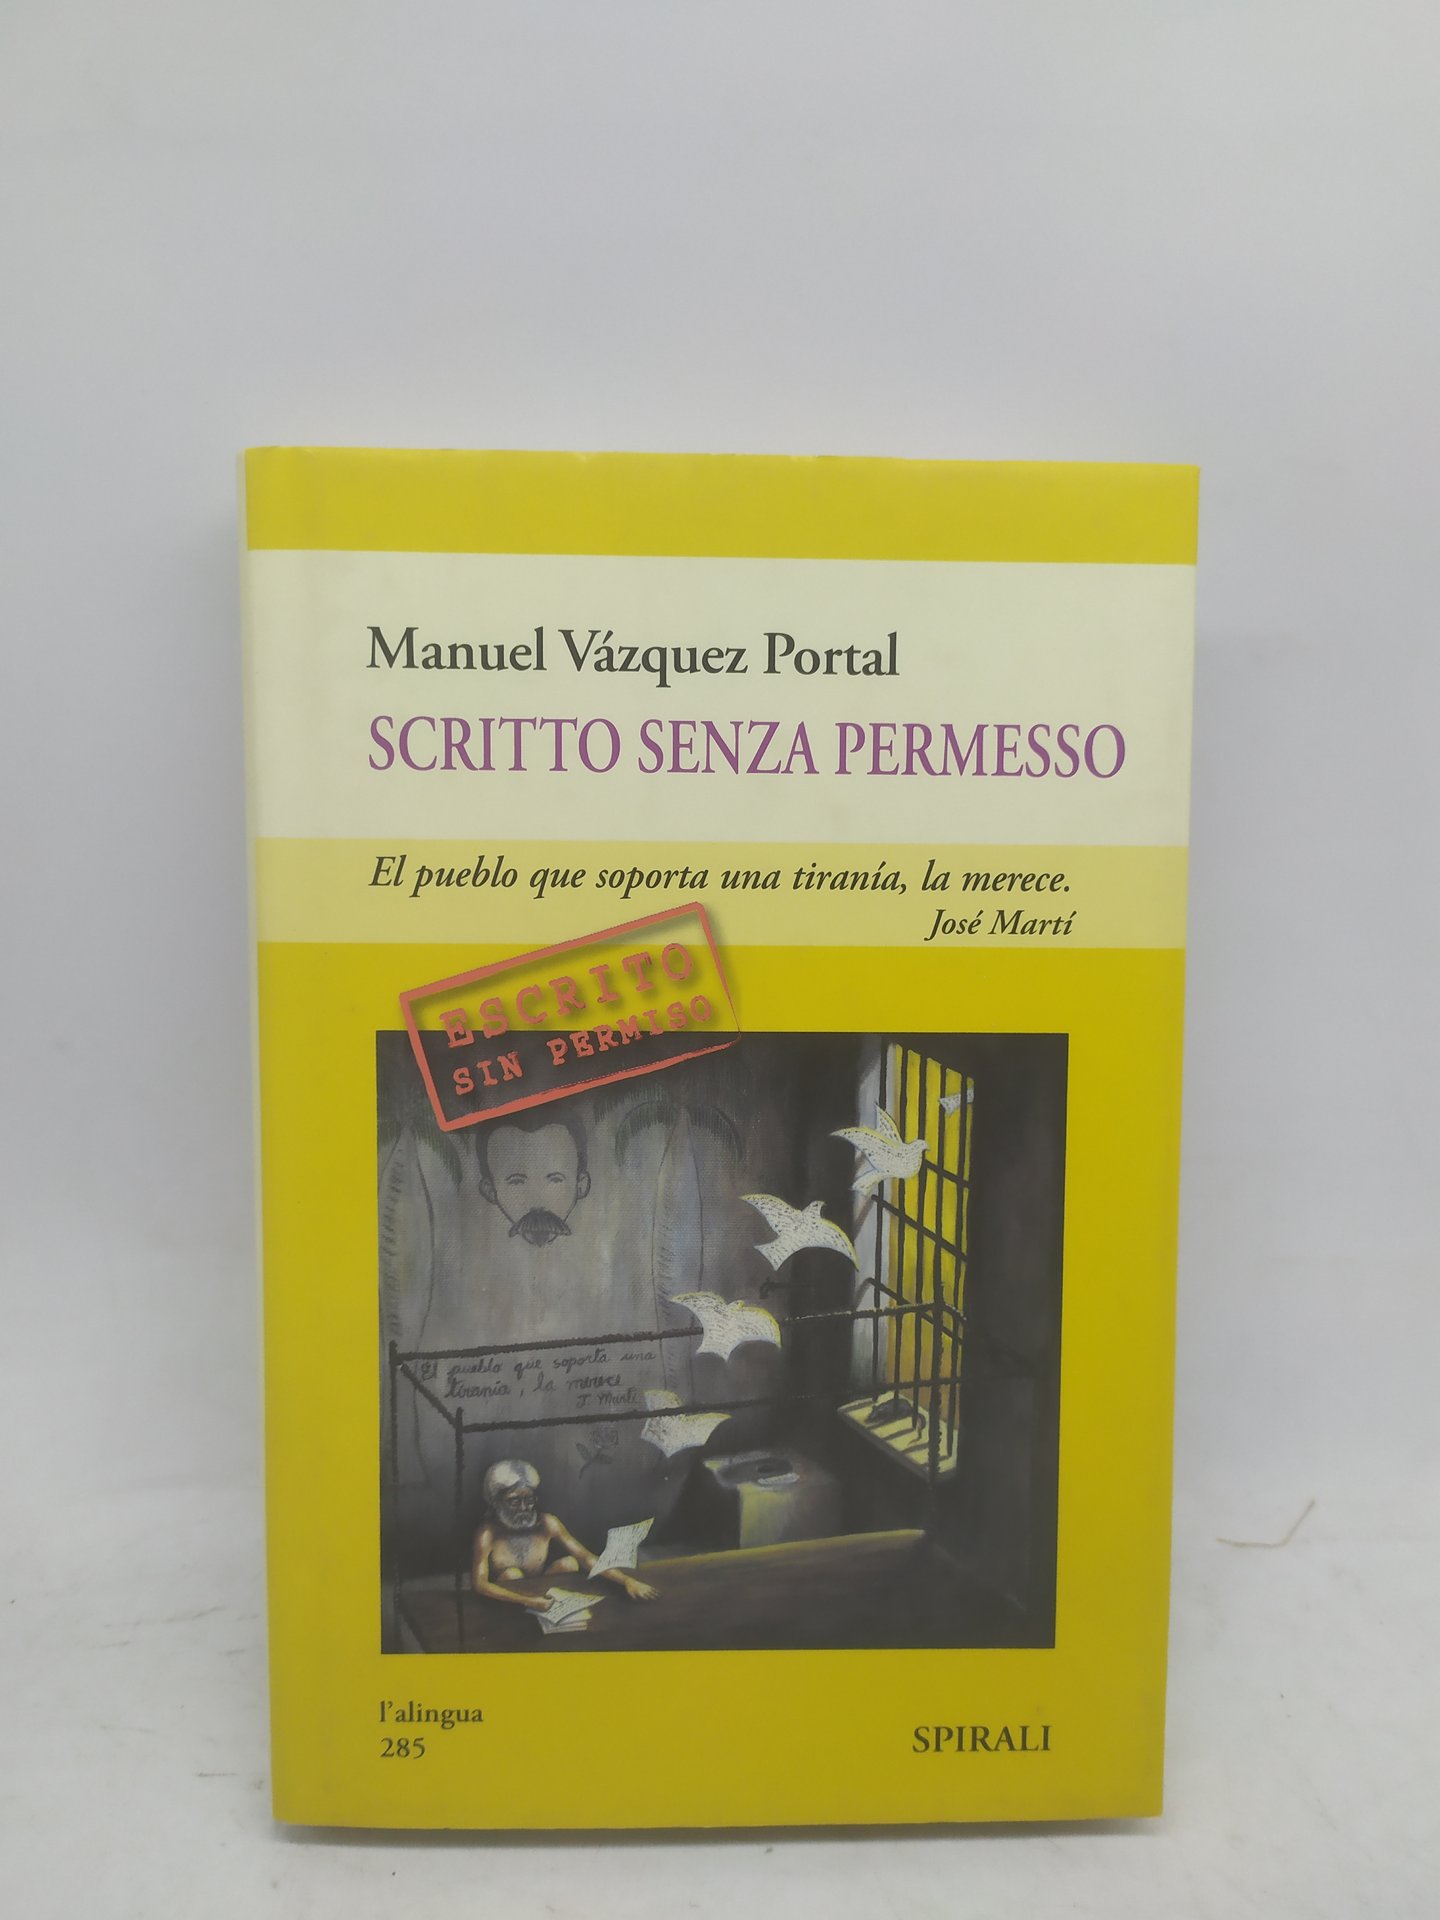 Manuel Vázquez Portal
SCRITTO SENZA PERMESSO
El pueblo que soporta una tiranía, la merece.
José Martí
ESCRITO
SIN PERMISO
El pueblo que soporta una
tiranía, la merece
J. Martí
l'alingua
285
SPIRALI